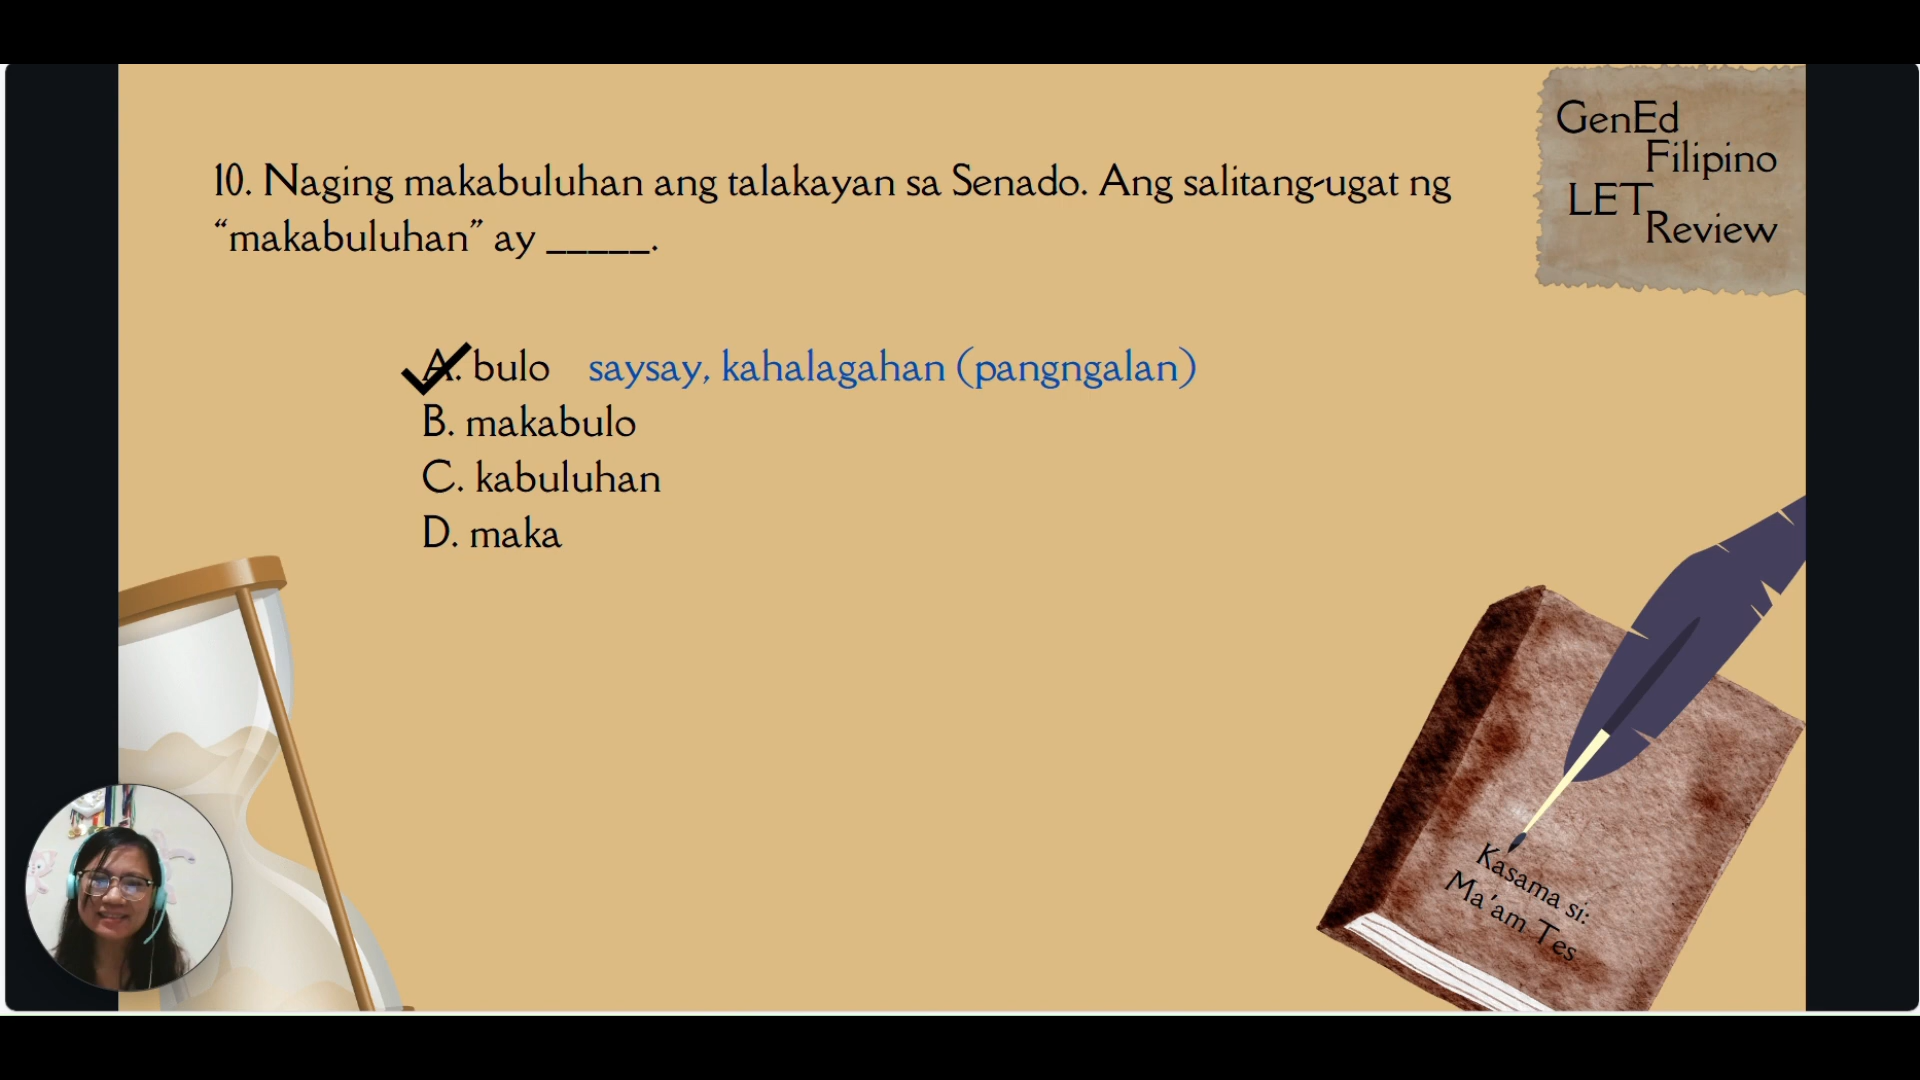 10. Naging makabuluhan ang talakayan sa Senado. Ang salitang-ugat ng
“makabuluhan” ay _____.
A. bulo saysay, kahalagahan (pangngalan)
B. makabulo
C. kabuluhan
D. maka
GenEd
Filipino
LET
Review
Kasama si:
Ma'am Tes